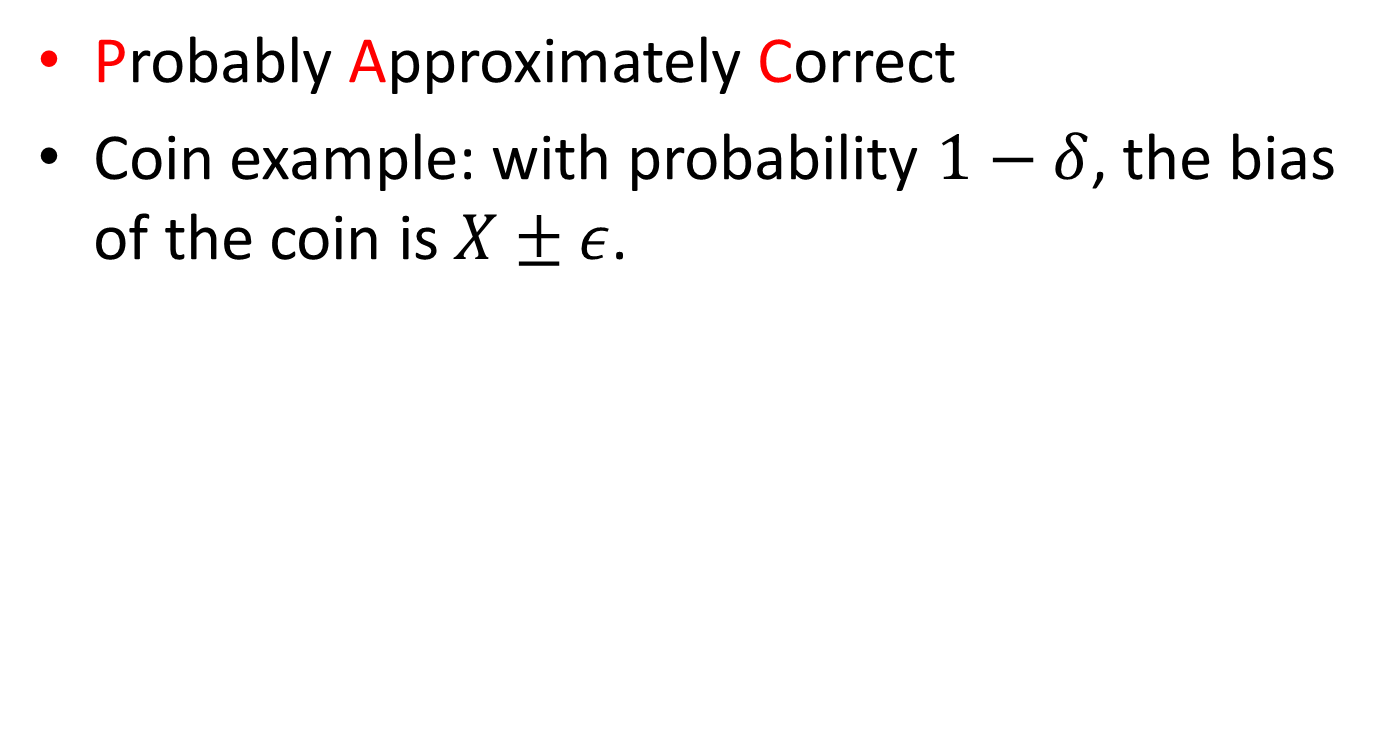 • Probably Approximately Correct
• Coin example: with probability 1 − δ, the bias
of the coin is X ± ϵ.